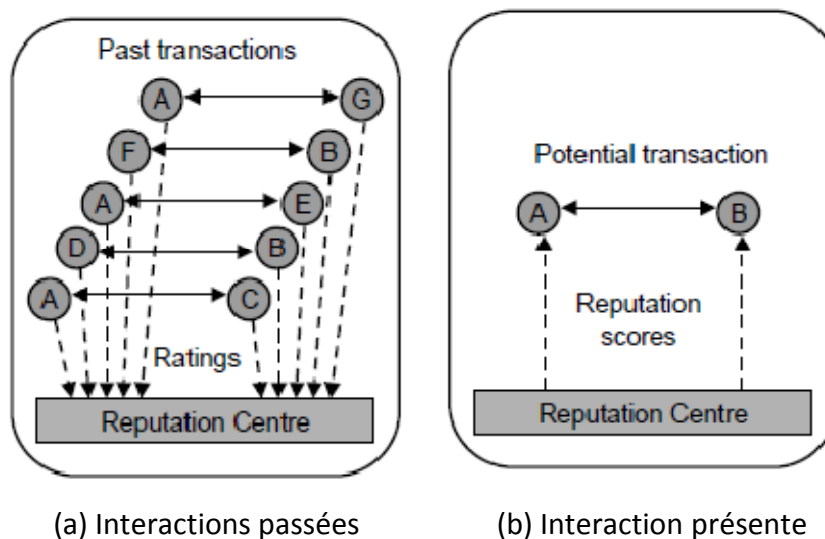 Past transactions
A G
F B
A E
D B
A C
Ratings
Reputation Centre
(a) Interactions passées
Potential transaction
A B
Reputation
scores
Reputation Centre
(b) Interaction présente